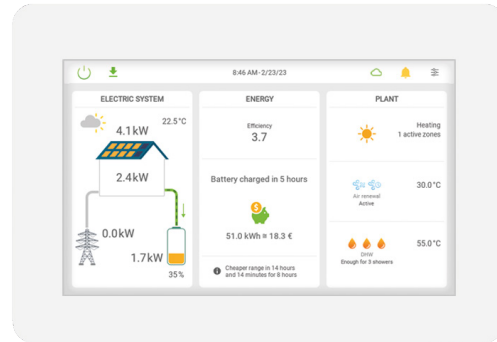 8:46 AM - 2/23/23
ELECTRIC SYSTEM
22.5°C
4.1kW
2.4kW
0.0kW
1.7kW
35%
ENERGY
Efficiency
3.7
Battery charged in 5 hours
$
51.0 kWh = 18.3 €
Cheaper range in 14 hours
and 14 minutes for 8 hours
PLANT
Heating
1 active zones
Air renewal
Active
30.0°C
DHW
Enough for 3 showers
55.0°C